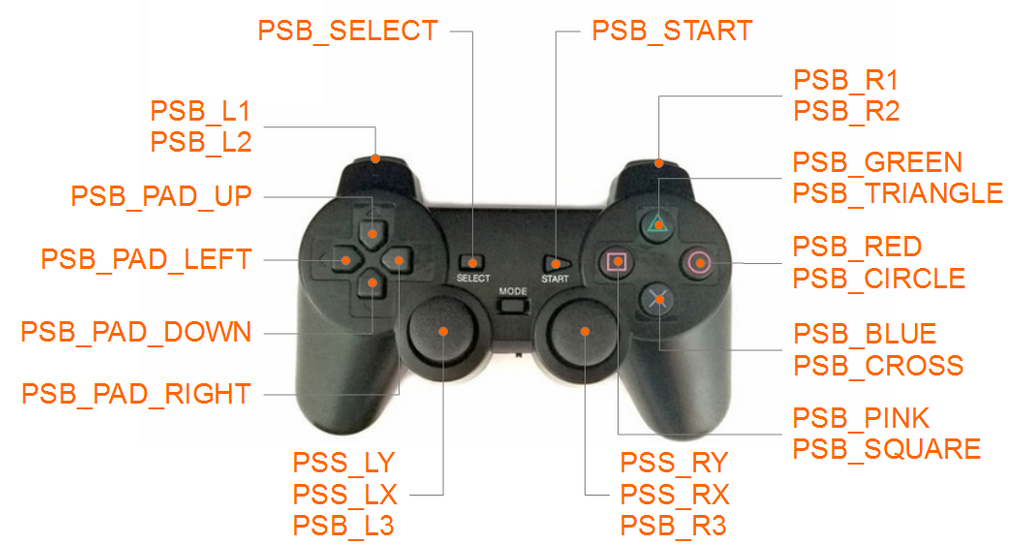 PSB_SELECT
PSB_START
PSB_L1
PSB_L2
PSB_PAD_UP
PSB_PAD_LEFT
PSB_PAD_DOWN
PSB_PAD_RIGHT
PSB_R1
PSB_R2
PSB_GREEN
PSB_TRIANGLE
PSB_RED
PSB_CIRCLE
PSB_BLUE
PSB_CROSS
PSB_PINK
PSB_SQUARE
SELECT
START
MODE
PSS_LY
PSS_LX
PSB_L3
PSS_RY
PSS_RX
PSB_R3